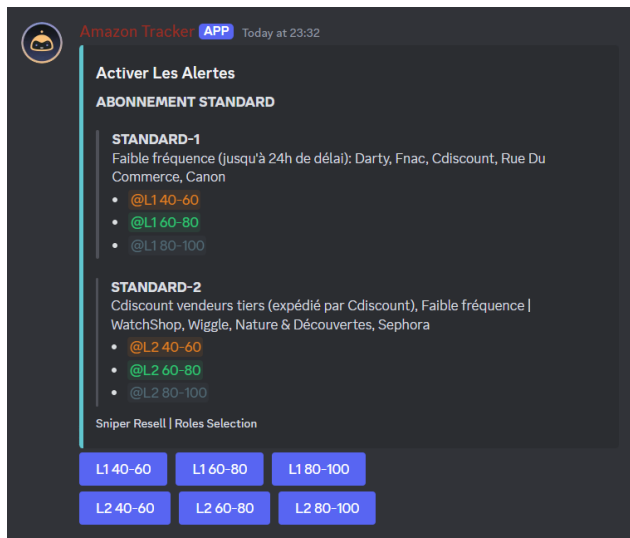 Amazon Tracker APP Today at 23:32
Activer Les Alertes
ABONNEMENT STANDARD
STANDARD-1
Faible fréquence (jusqu'à 24h de délai): Darty, Fnac, Cdiscount, Rue Du
Commerce, Canon
• @L1 40-60
• @L1 60-80
• @L1 80-100
STANDARD-2
Cdiscount vendeurs tiers (expédié par Cdiscount), Faible fréquence |
WatchShop, Wiggle, Nature & Découvertes, Sephora
• @L2 40-60
• @L2 60-80
• @L2 80-100
Sniper Resell | Roles Selection
L1 40-60 L1 60-80 L1 80-100
L2 40-60 L2 60-80 L2 80-100